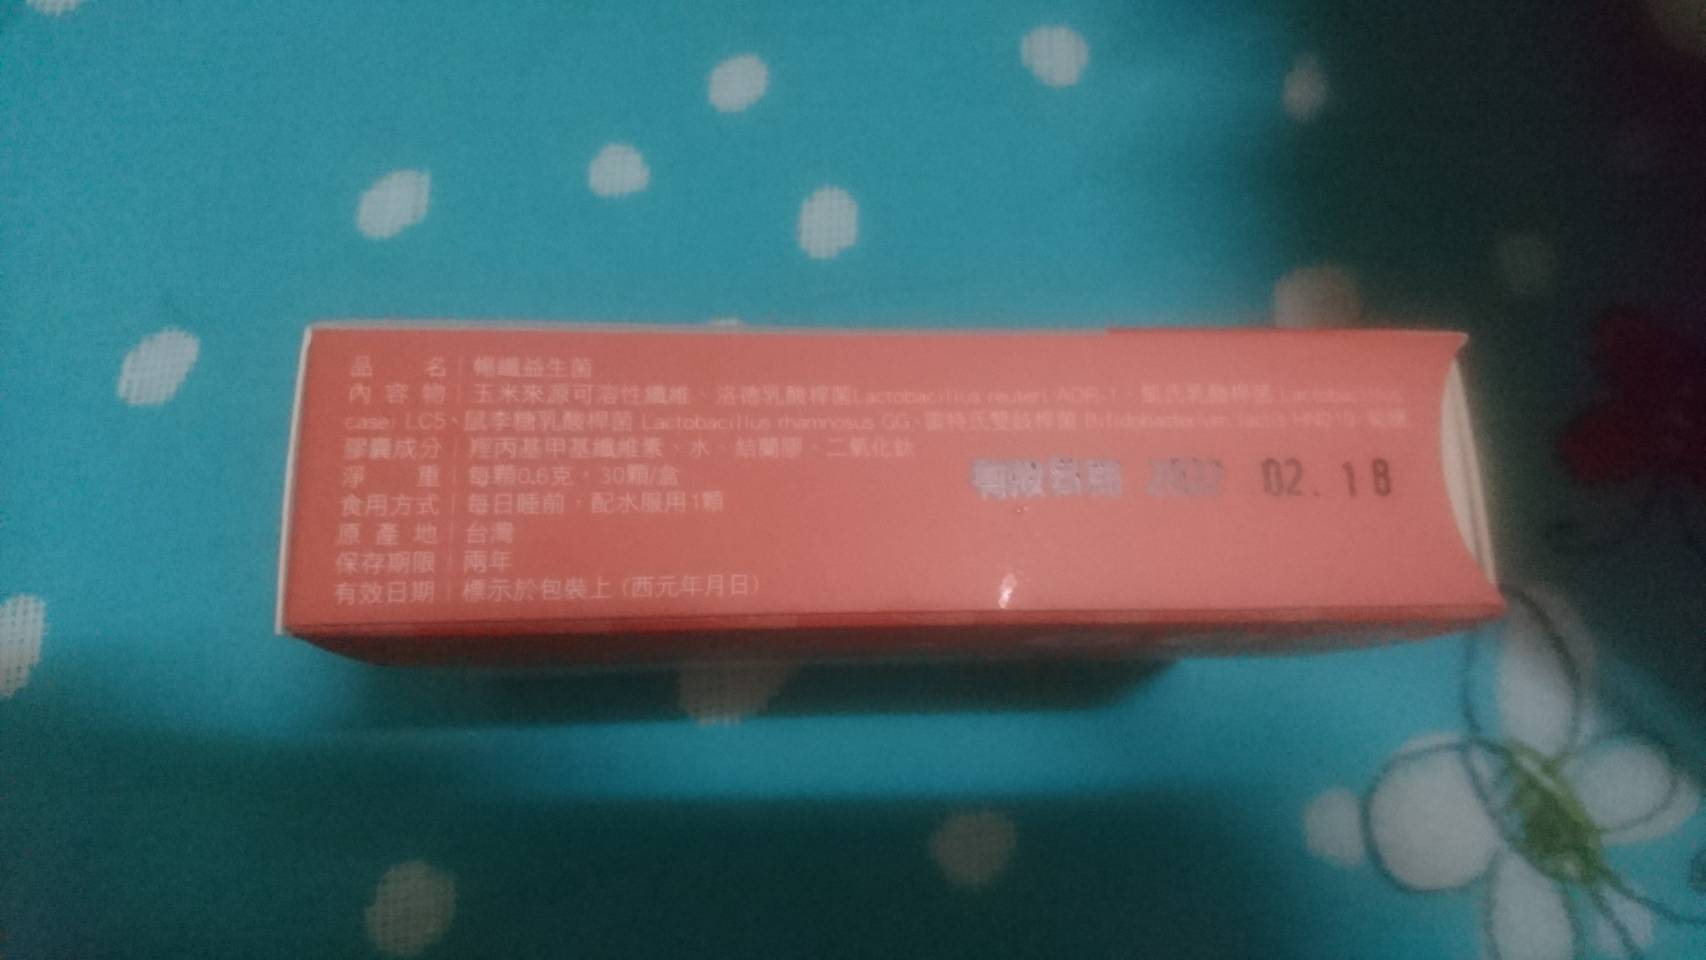 品名 暢纖益生菌
內容物 玉米來源可溶性纖維、洛德乳酸桿菌Lactobacillus reuteri ADR-1、凱氏乳酸桿菌 Lactobacillus
casei LC5、鼠李糖乳酸桿菌 Lactobacillus rhamnosus GG、雷特氏雙歧桿菌 Bifidobacterium lactis
膠囊成分 羥丙基甲基纖維素、水、結蘭膠、二氧化鈦
淨重 每顆0.6克，30顆/盒
有效日期 02.18
食用方式 每日睡前，配水服用1顆
原產地 台灣
保存期限 兩年
有效日期 標示於包裝上 (西元年月日)